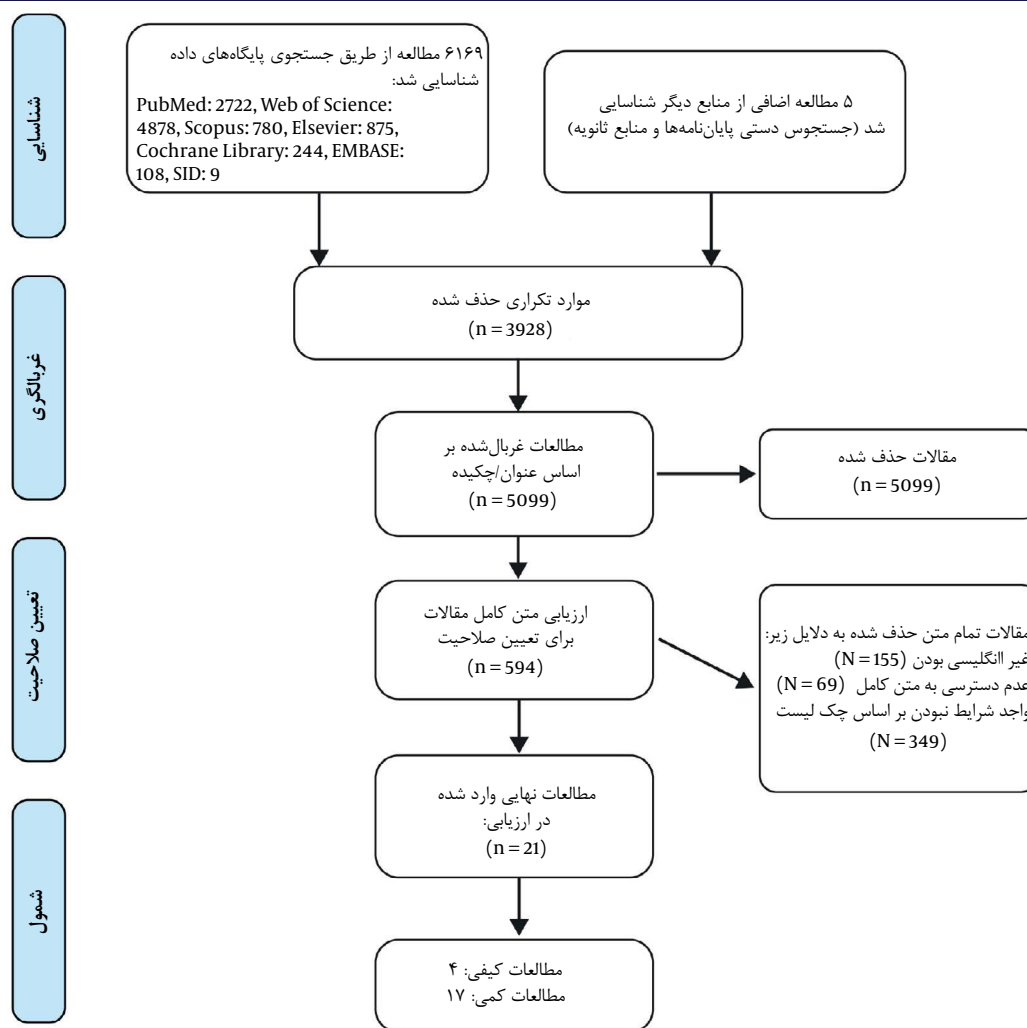 شناسایی
۶۱۶۹ مطالعه از طریق جستجوی پایگاه‌های داده
شناسایی شد:
PubMed: 2722, Web of Science:
4878, Scopus: 780, Elsevier: 875,
Cochrane Library: 244, EMBASE:
108, SID: 9
۵ مطالعه اضافی از منابع دیگر شناسایی
شد (جستجوس دستی پایان‌نامه‌ها و منابع ثانویه)
موارد تکراری حذف شده
(n = 3928)
غربالگری
مطالعات غربال‌شده بر
اساس عنوان/چکیده
(n = 5099)
مقالات حذف شده
(n = 5099)
تعیین صلاحیت
ارزیابی متن کامل مقالات
برای تعیین صلاحیت
(n = 594)
مقالات تمام متن حذف شده به دلایل زیر:
غیر اانگلیسی بودن (N = 155)
عدم دسترسی به متن کامل (N = 69)
واجد شرایط نبودن بر اساس چک لیست
(N = 349)
شمول
مطالعات نهایی وارد شده
در ارزیابی:
(n = 21)
مطالعات کیفی: ۴
مطالعات کمی: ۱۷